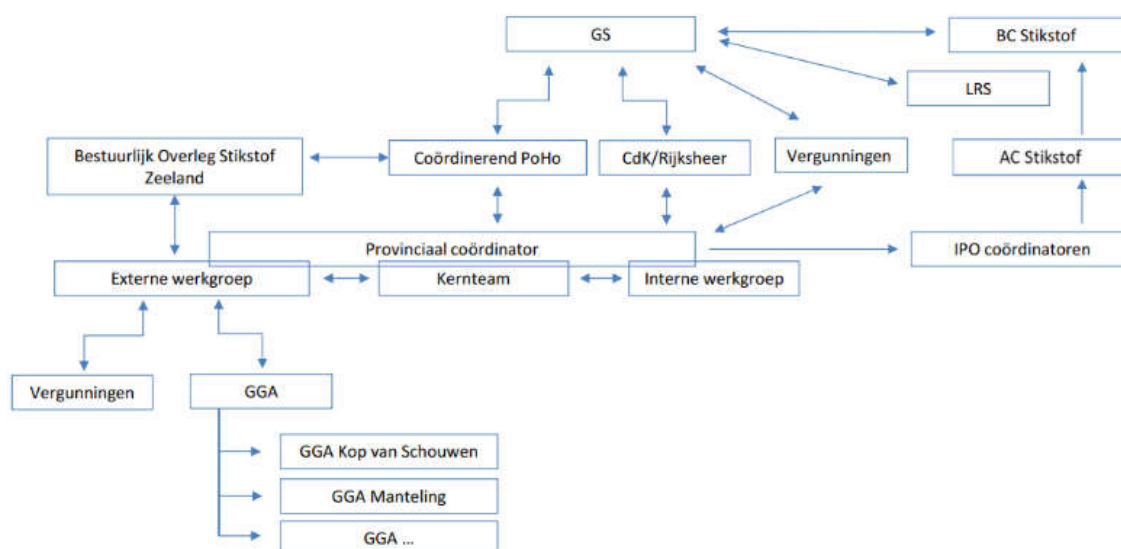 GS
BC Stikstof
LRS
Bestuurlijk Overleg Stikstof
Zeeland
Coördinerend PoHo
CdK/Rijksheer
Vergunningen
AC Stikstof
Provinciaal coördinator
IPO coördinatoren
Externe werkgroep
Kernteam
Interne werkgroep
Vergunningen
GGA
GGA Kop van Schouwen
GGA Manteling
GGA ...